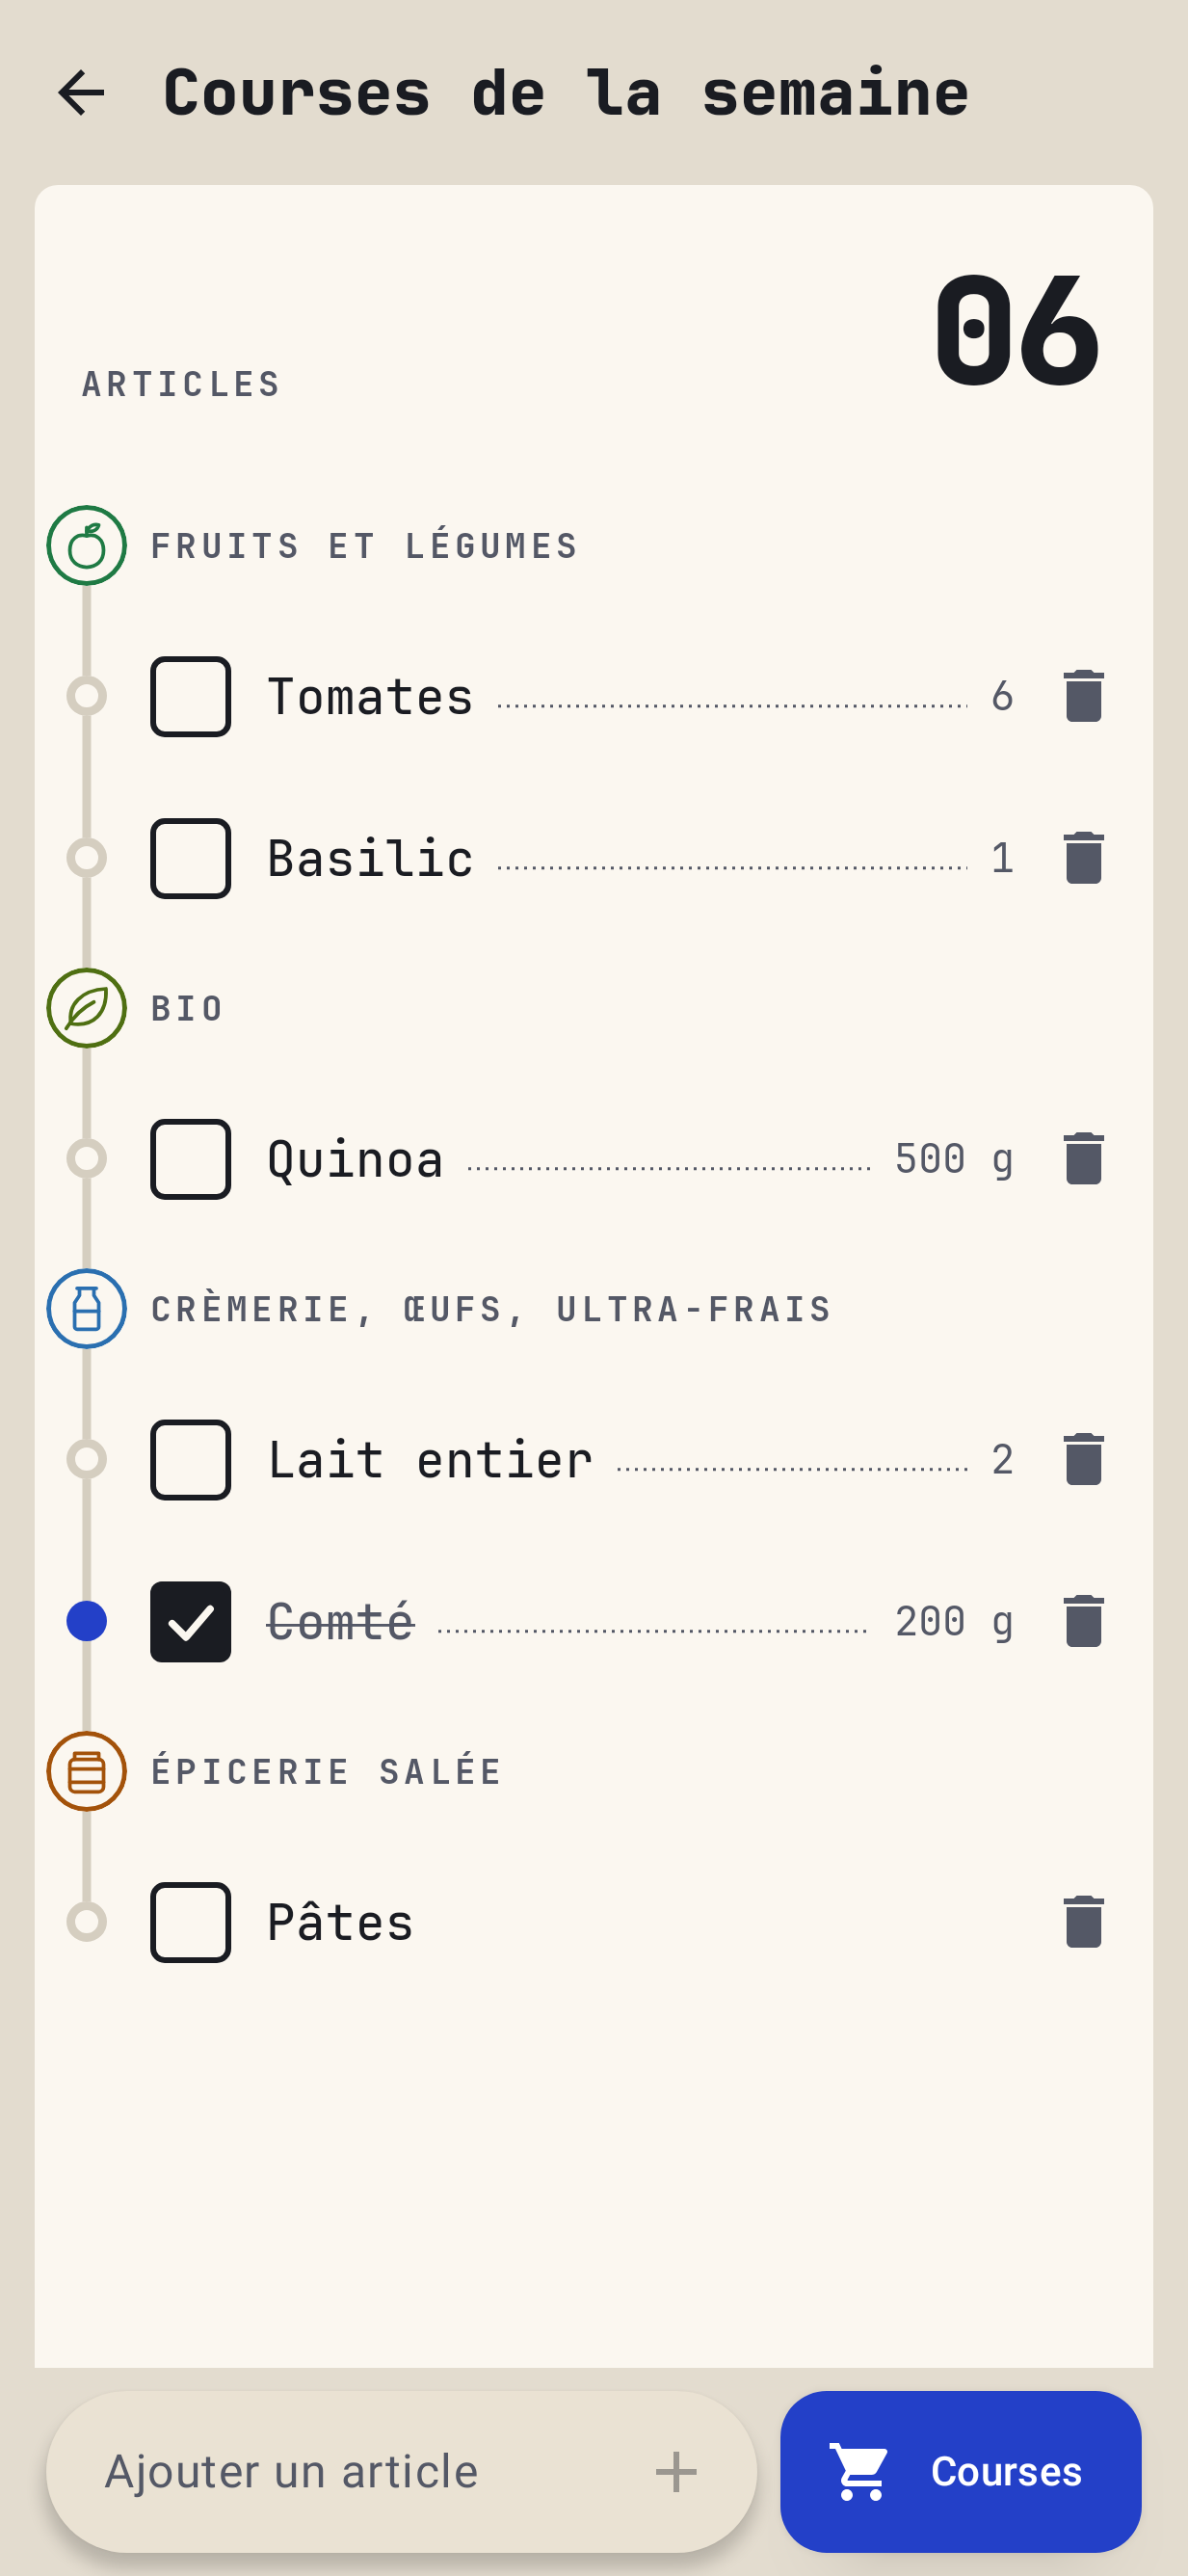 Courses de la semaine
06
ARTICLES
FRUITS ET LÉGUMES
Tomates 6
Basilic 1
BIO
Quinoa 500 g
CRÈMERIE, ŒUFS, ULTRA-FRAIS
Lait entier 2
Comté 200 g
ÉPICERIE SALÉE
Pâtes
Ajouter un article
Courses